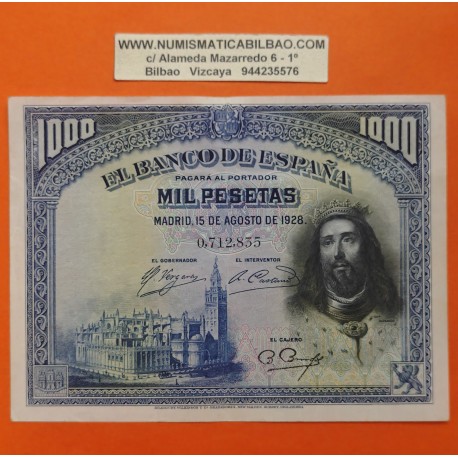 WWW.NUMISMATICABILBAO.COM
c/ Alameda Mazarredo 6 - 1º
Bilbao Vizcaya 944235576
1000 1000
EL BANCO DE ESPAÑA
PAGARÁ AL PORTADOR
MIL PESETAS
MADRID, 15 DE AGOSTO DE 1928.
0,712,835
EL GOBERNADOR EL INTERVENTOR
EL CAJERO